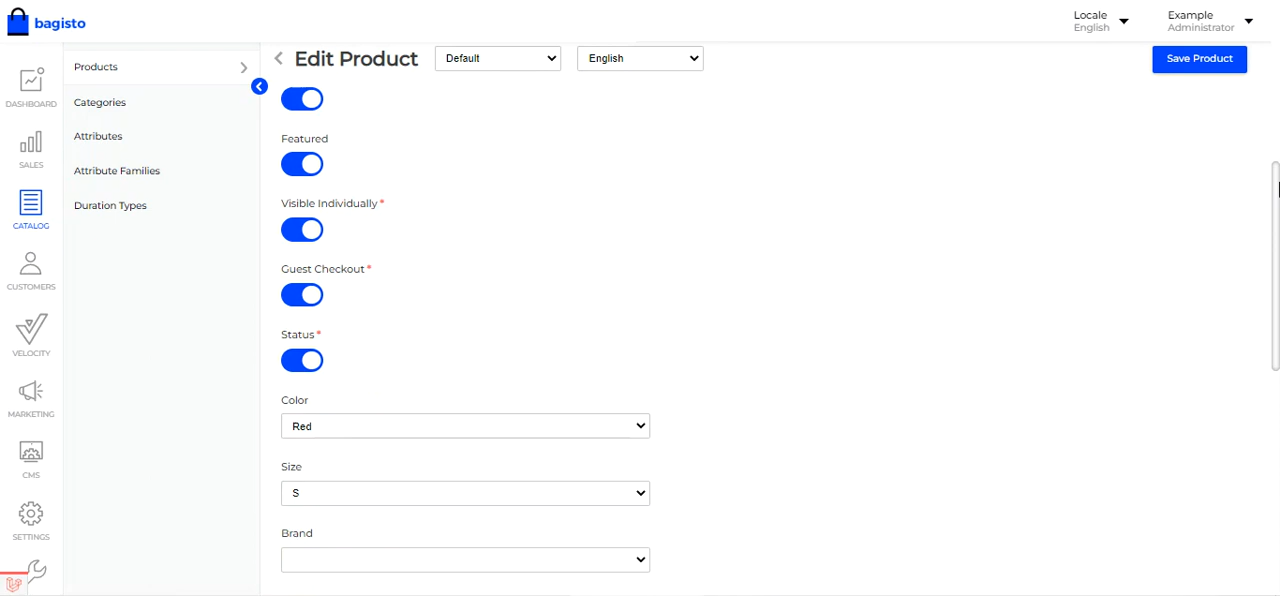 bagisto
Locale
English
Example
Administrator
DASHBOARD
SALES
CATALOG
CUSTOMERS
VELOCITY
MARKETING
CMS
SETTINGS
Products
Categories
Attributes
Attribute Families
Duration Types
Edit Product
Default
English
Save Product
Featured
Visible Individually *
Guest Checkout *
Status *
Color
Red
Size
S
Brand